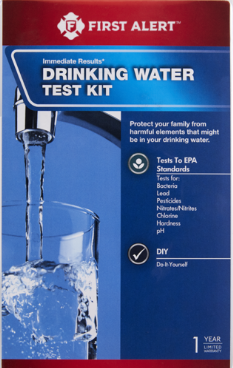 FIRST ALERT™
Immediate Results*
DRINKING WATER
TEST KIT
Protect your family from
harmful elements that might
be in your drinking water.
Tests To EPA
Standards
Tests for:
Bacteria
Lead
Pesticides
Nitrates/Nitrites
Chlorine
Hardness
pH
DIY
Do It Yourself
1 YEAR
LIMITED
WARRANTY